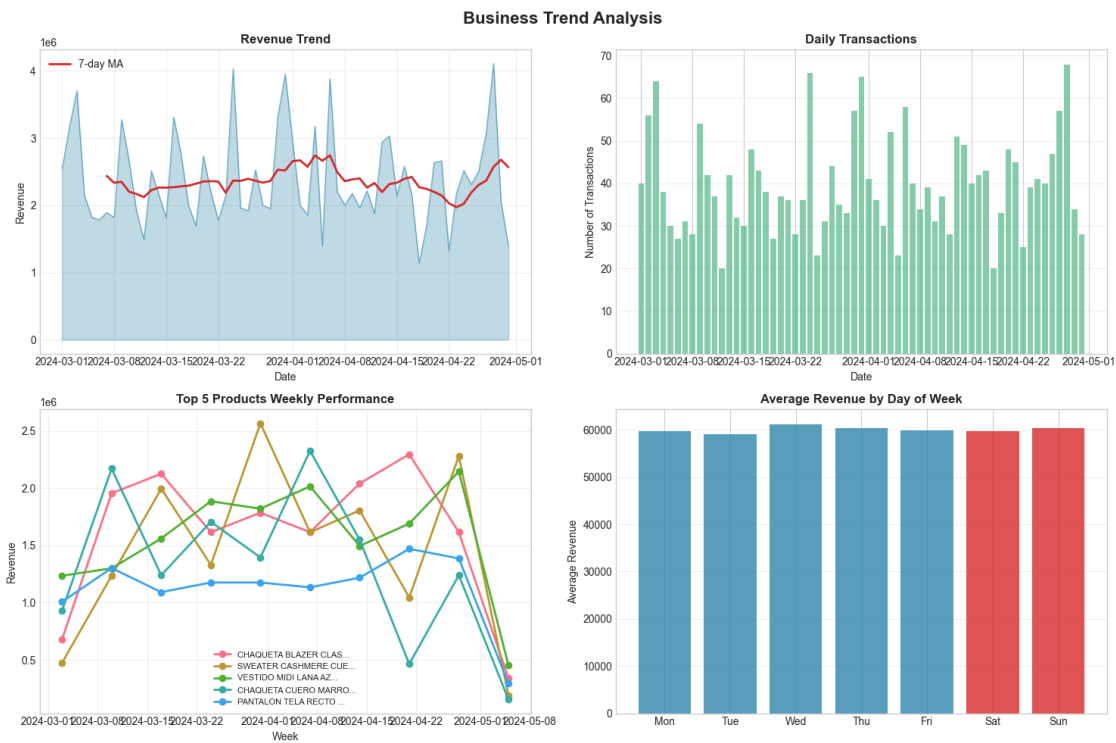 Business Trend Analysis
Revenue Trend
1e6
7-day MA
4
3
2
1
0
Revenue
2024-03-01 2024-03-08 2024-03-15 2024-03-22 2024-04-01 2024-04-08 2024-04-15 2024-04-22 2024-05-01
Date
Daily Transactions
70
60
50
40
30
20
10
0
Number of Transactions
2024-03-01 2024-03-08 2024-03-15 2024-03-22 2024-04-01 2024-04-08 2024-04-15 2024-04-22 2024-05-01
Date
Top 5 Products Weekly Performance
1e6
2.5
2.0
1.5
1.0
0.5
Revenue
CHAQUETA BLAZER CLAS...
SWEATER CASHMERE CUE...
VESTIDO MIDI LANA AZ...
CHAQUETA CUERO MARRO...
PANTALON TELA RECTO ...
2024-03-01 2024-03-08 2024-03-15 2024-03-22 2024-04-01 2024-04-08 2024-04-15 2024-04-22 2024-05-01 2024-05-08
Week
Average Revenue by Day of Week
60000
50000
40000
30000
20000
10000
0
Average Revenue
Mon Tue Wed Thu Fri Sat Sun